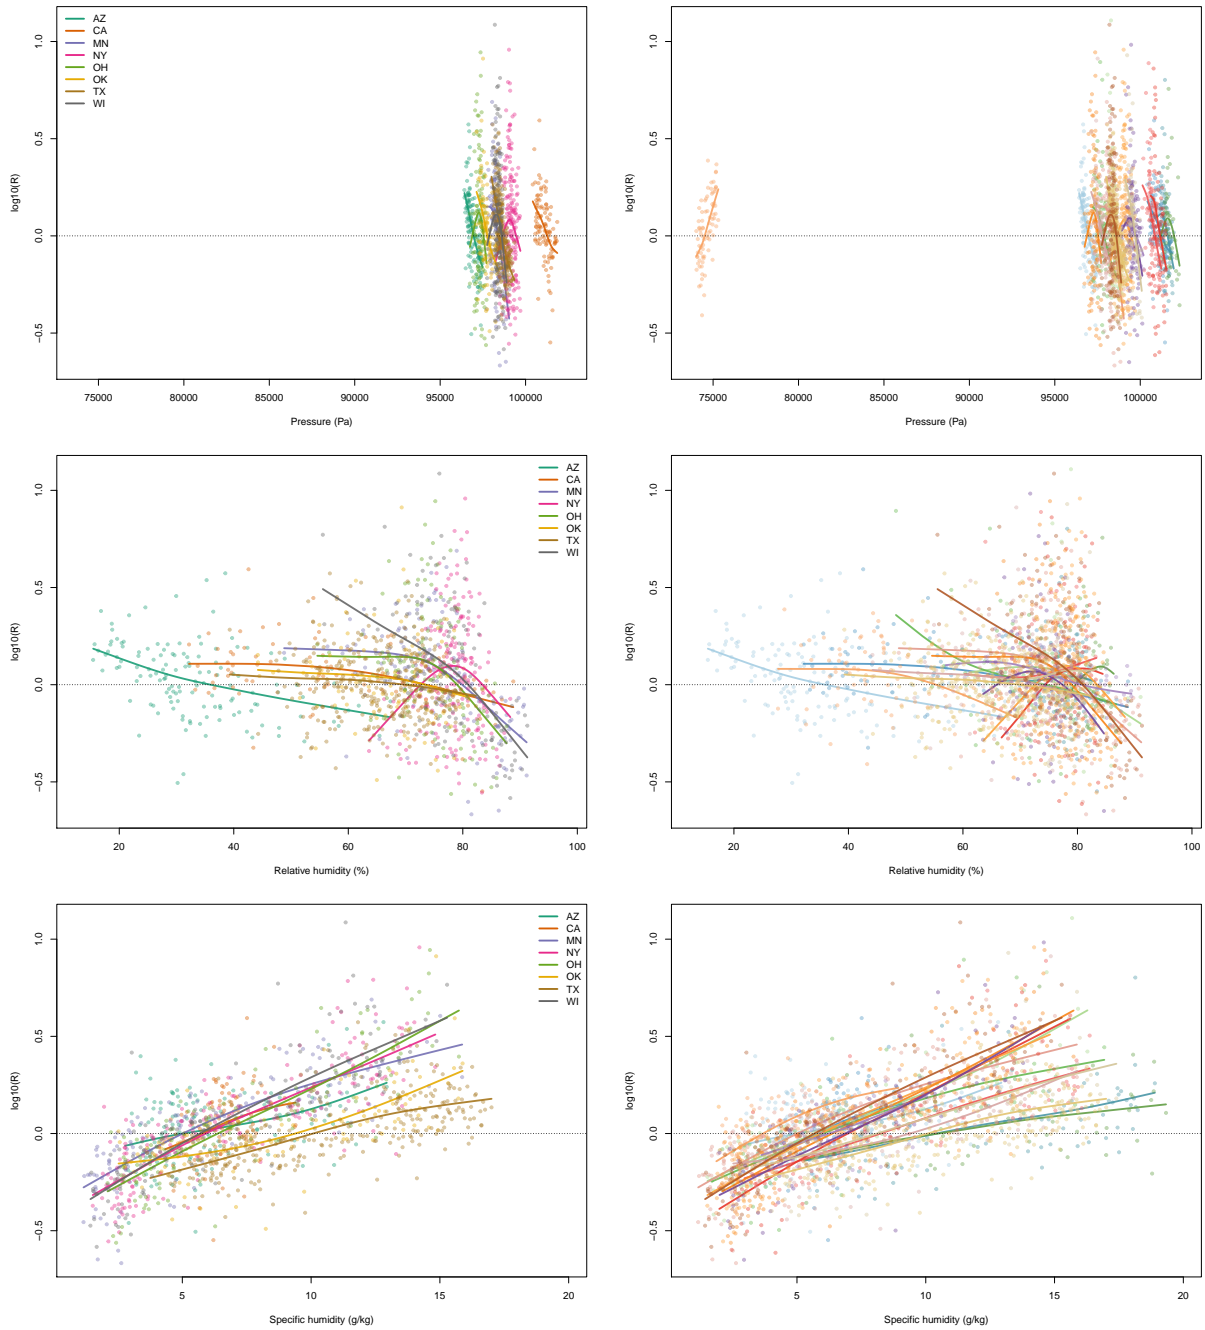 AZ
CA
MN
NY
OH
OK
TX
WI
log10(R)
1.0
0.5
0.0
−0.5
75000 80000 85000 90000 95000 100000
Pressure (Pa)
log10(R)
1.0
0.5
0.0
−0.5
75000 80000 85000 90000 95000 100000
Pressure (Pa)
AZ
CA
MN
NY
OH
OK
TX
WI
log10(R)
1.0
0.5
0.0
−0.5
20 40 60 80 100
Relative humidity (%)
log10(R)
1.0
0.5
0.0
−0.5
20 40 60 80 100
Relative humidity (%)
AZ
CA
MN
NY
OH
OK
TX
WI
log10(R)
1.0
0.5
0.0
−0.5
5 10 15 20
Specific humidity (g/kg)
log10(R)
1.0
0.5
0.0
−0.5
5 10 15 20
Specific humidity (g/kg)